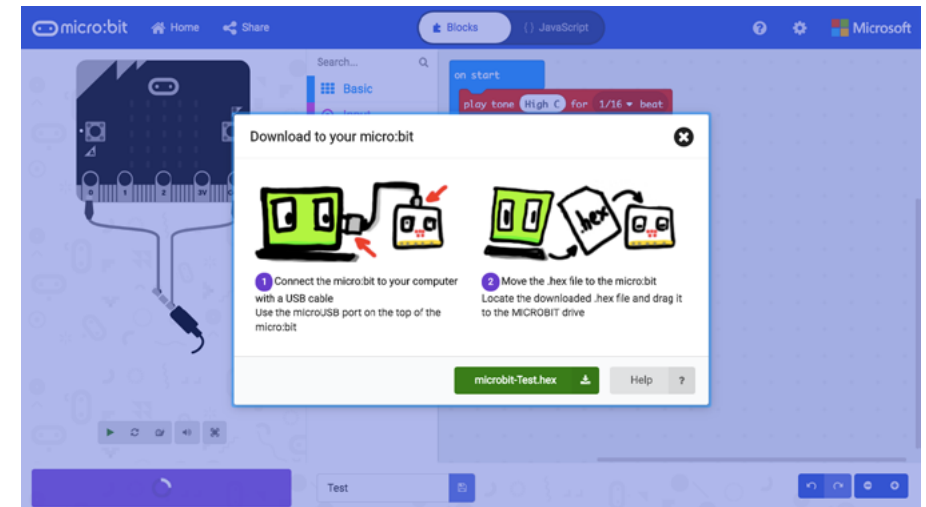 micro:bit
Home
Share
Blocks
{} JavaScript
?
Microsoft
Search...
Basic
on start
play tone High C for 1/16 beat
0 1 2 3V
Download to your micro:bit
.hex
1 Connect the micro:bit to your computer
with a USB cable
Use the microUSB port on the top of the
micro:bit
2 Move the .hex file to the micro:bit
Locate the downloaded .hex file and drag it
to the MICROBIT drive
microbit-Test.hex
Help ?
Test